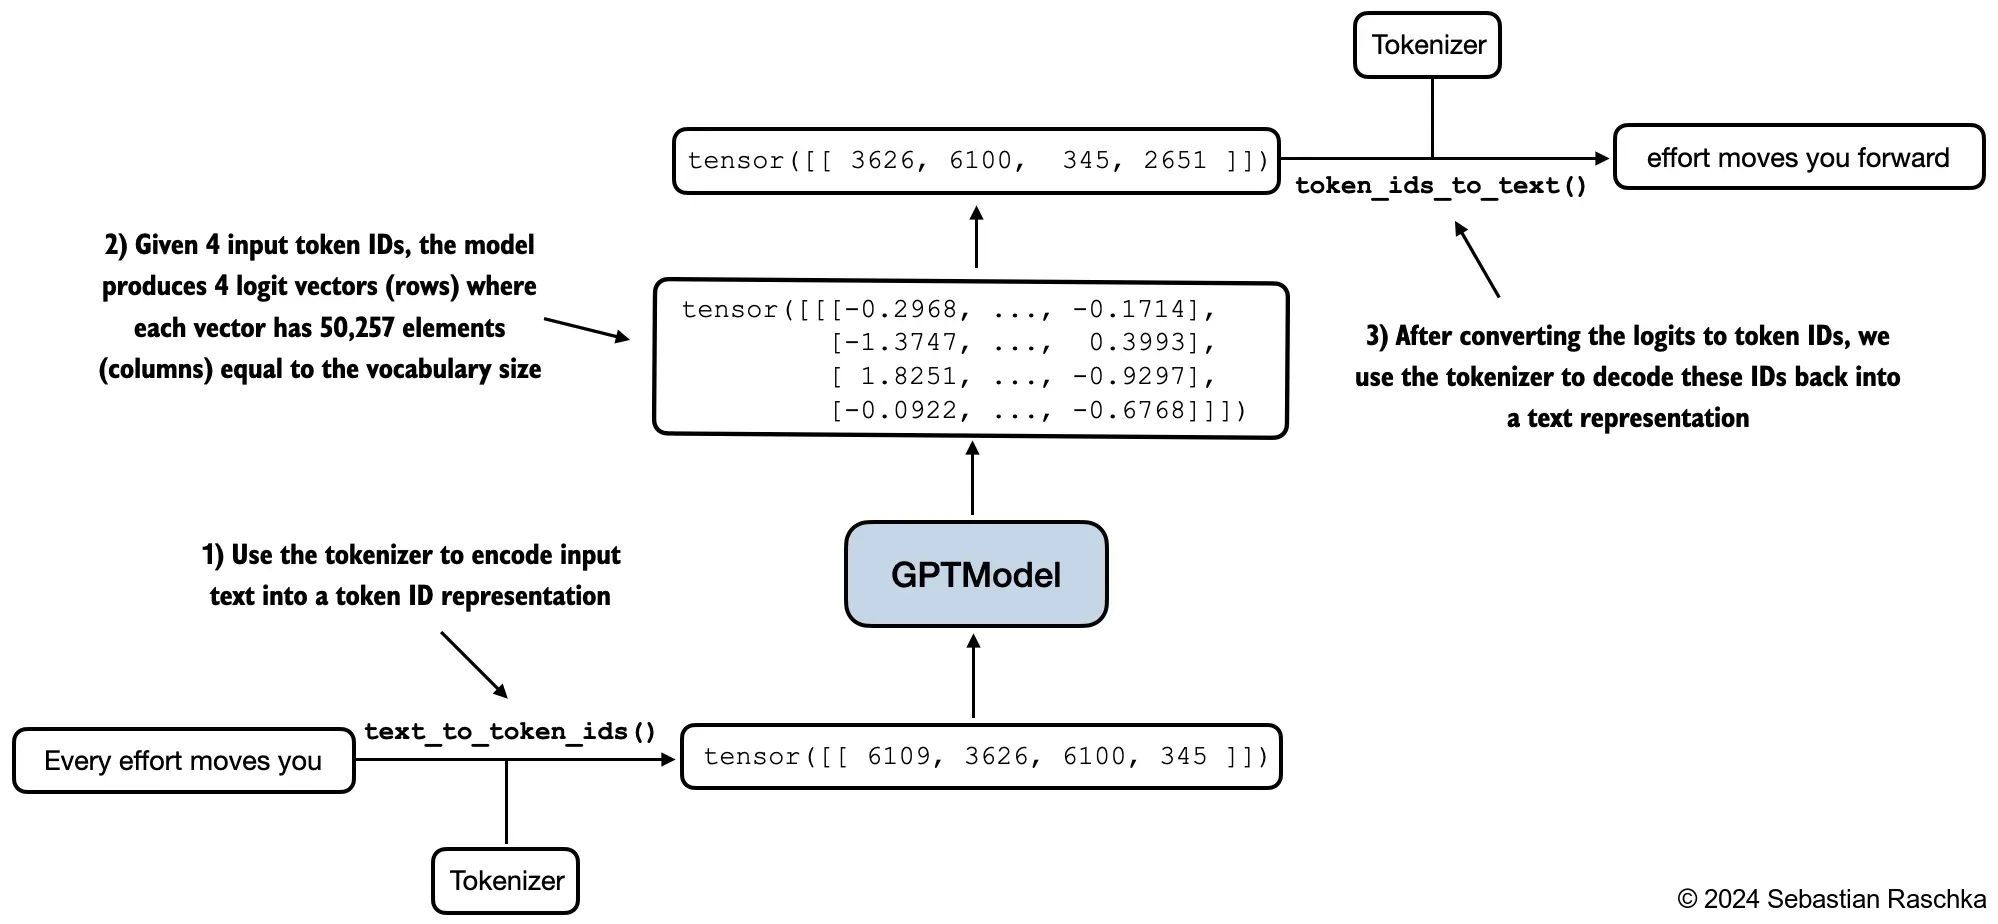 Tokenizer
tensor([[ 3626, 6100,  345, 2651 ]])
effort moves you forward
token_ids_to_text()
2) Given 4 input token IDs, the model
produces 4 logit vectors (rows) where
each vector has 50,257 elements
(columns) equal to the vocabulary size
tensor([[[-0.2968, ..., -0.1714],
[-1.3747, ...,  0.3993],
[ 1.8251, ..., -0.9297],
[-0.0922, ..., -0.6768]]])
3) After converting the logits to token IDs, we
use the tokenizer to decode these IDs back into
a text representation
GPTModel
1) Use the tokenizer to encode input
text into a token ID representation
text_to_token_ids()
Every effort moves you
tensor([[ 6109, 3626, 6100, 345 ]])
Tokenizer
© 2024 Sebastian Raschka